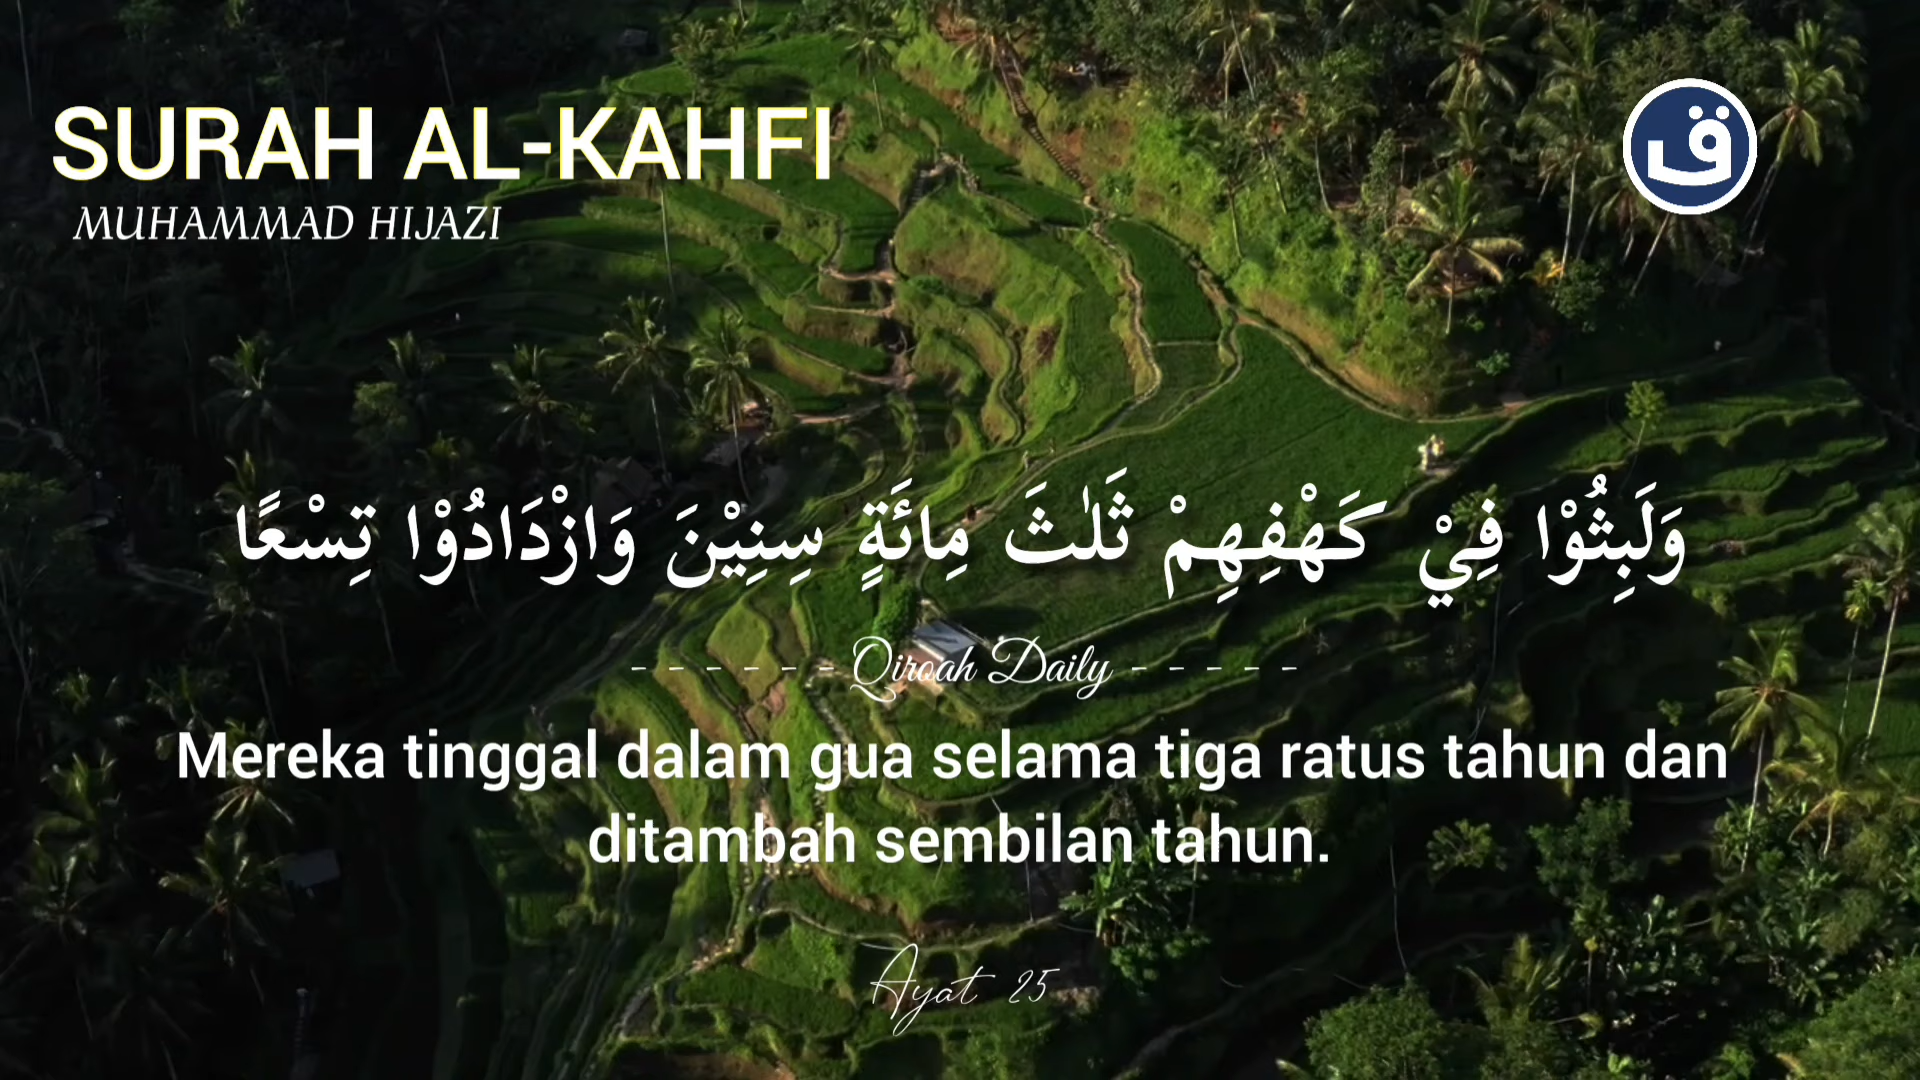 SURAH AL-KAHFI
MUHAMMAD HIJAZI
ق
وَلَبِثُوْا فِيْ كَهْفِهِمْ ثَلٰثَ مِائَةٍ سِنِيْنَ وَازْدَادُوْا تِسْعًا
- - - - - - Qiroah Daily - - - - -
Mereka tinggal dalam gua selama tiga ratus tahun dan
ditambah sembilan tahun.
Ayat 25